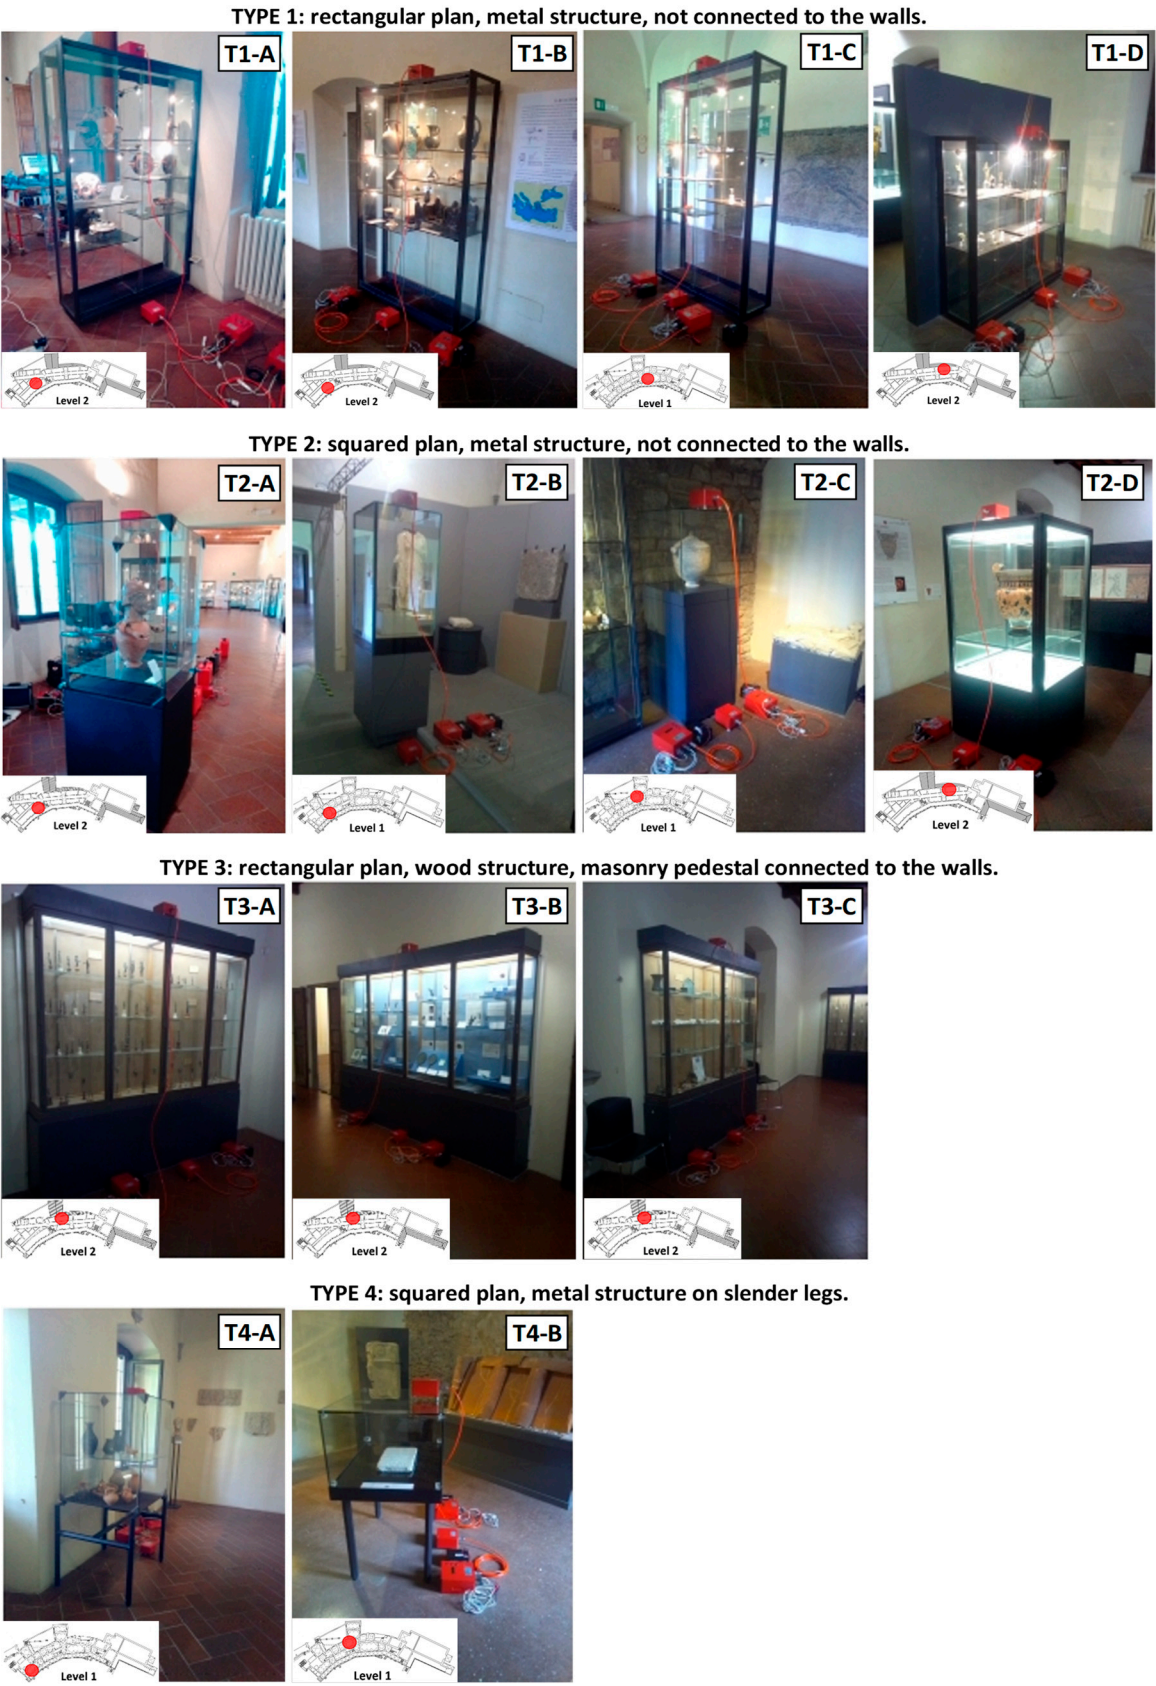 TYPE 1: rectangular plan, metal structure, not connected to the walls.
T1-A
T1-B
T1-C
T1-D
Level 2
Level 2
Level 1
Level 2
TYPE 2: squared plan, metal structure, not connected to the walls.
T2-A
T2-B
T2-C
T2-D
Level 2
Level 1
Level 1
Level 2
TYPE 3: rectangular plan, wood structure, masonry pedestal connected to the walls.
T3-A
T3-B
T3-C
Level 2
Level 2
Level 2
TYPE 4: squared plan, metal structure on slender legs.
T4-A
T4-B
Level 1
Level 1